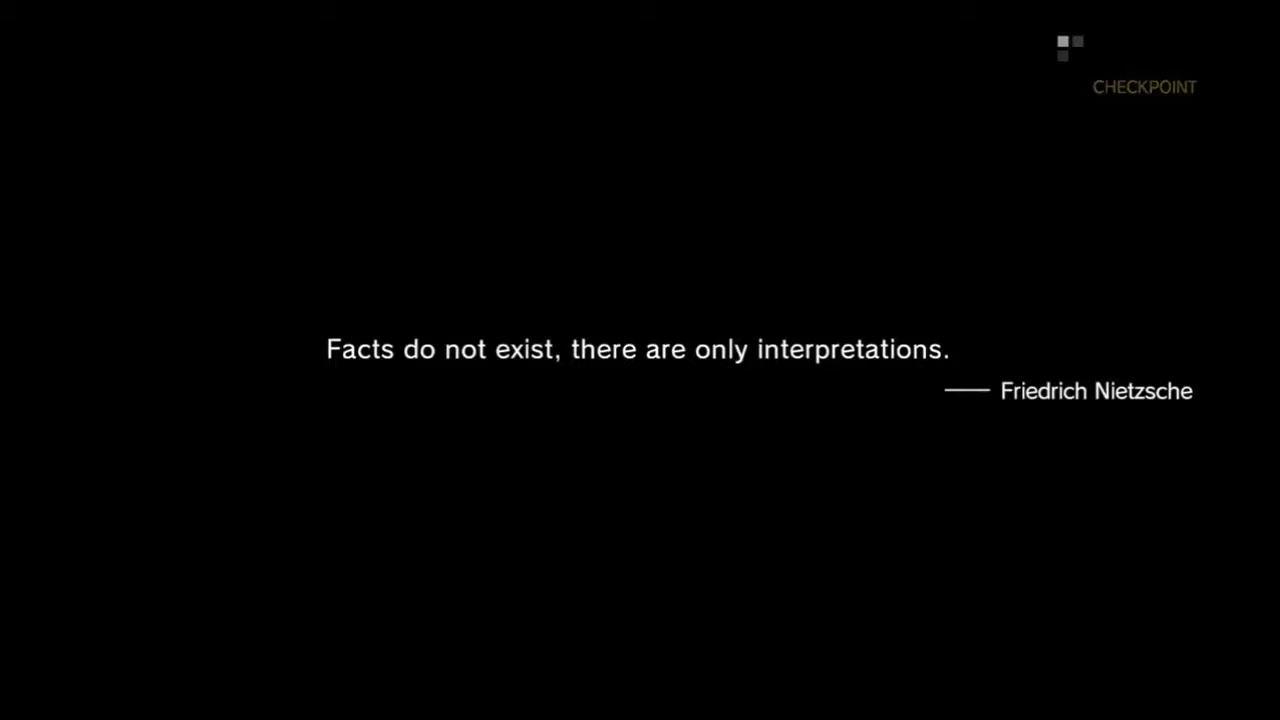 CHECKPOINT
Facts do not exist, there are only interpretations.
—— Friedrich Nietzsche